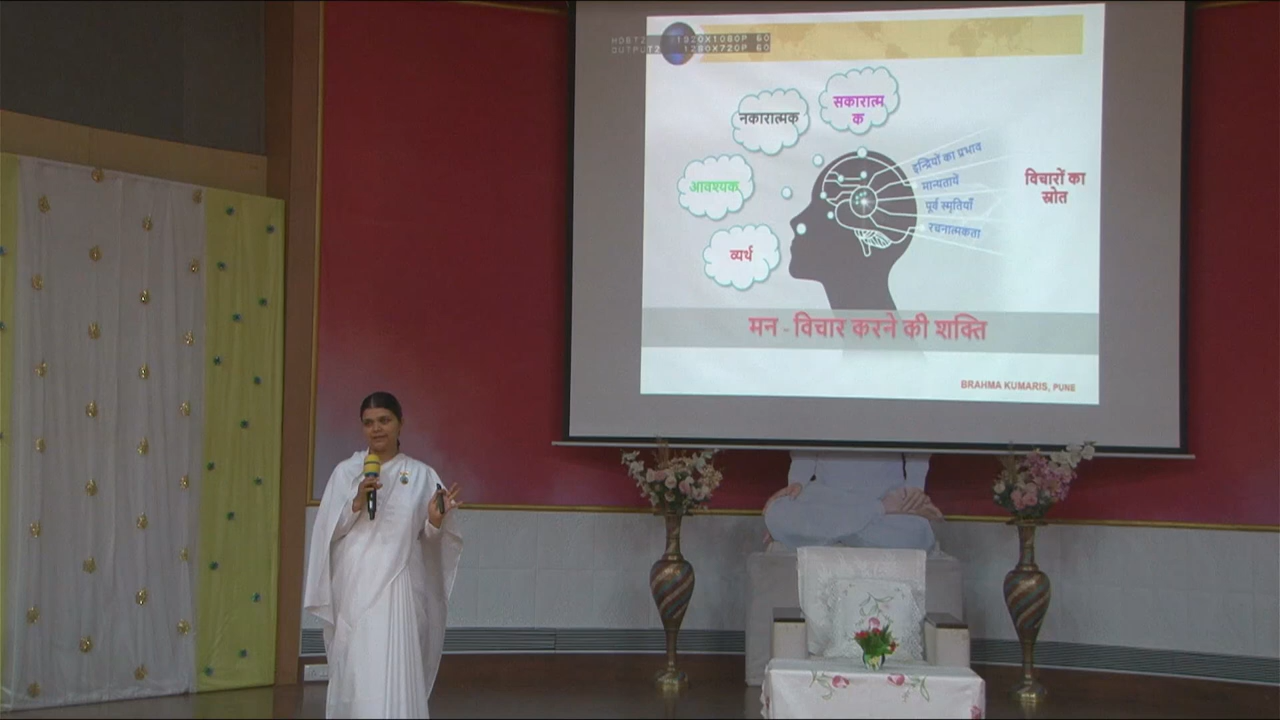 HDBT2 1920X1080P 60
OUTPUT2 1280X720P 60
सकारात्म
क
नकारात्मक
आवश्यक
व्यर्थ
इन्द्रियों का प्रभाव
मान्यतायें
पूर्व स्मृतियाँ
रचनात्मकता
विचारों का
स्रोत
मन - विचार करने की शक्ति
BRAHMA KUMARIS, PUNE